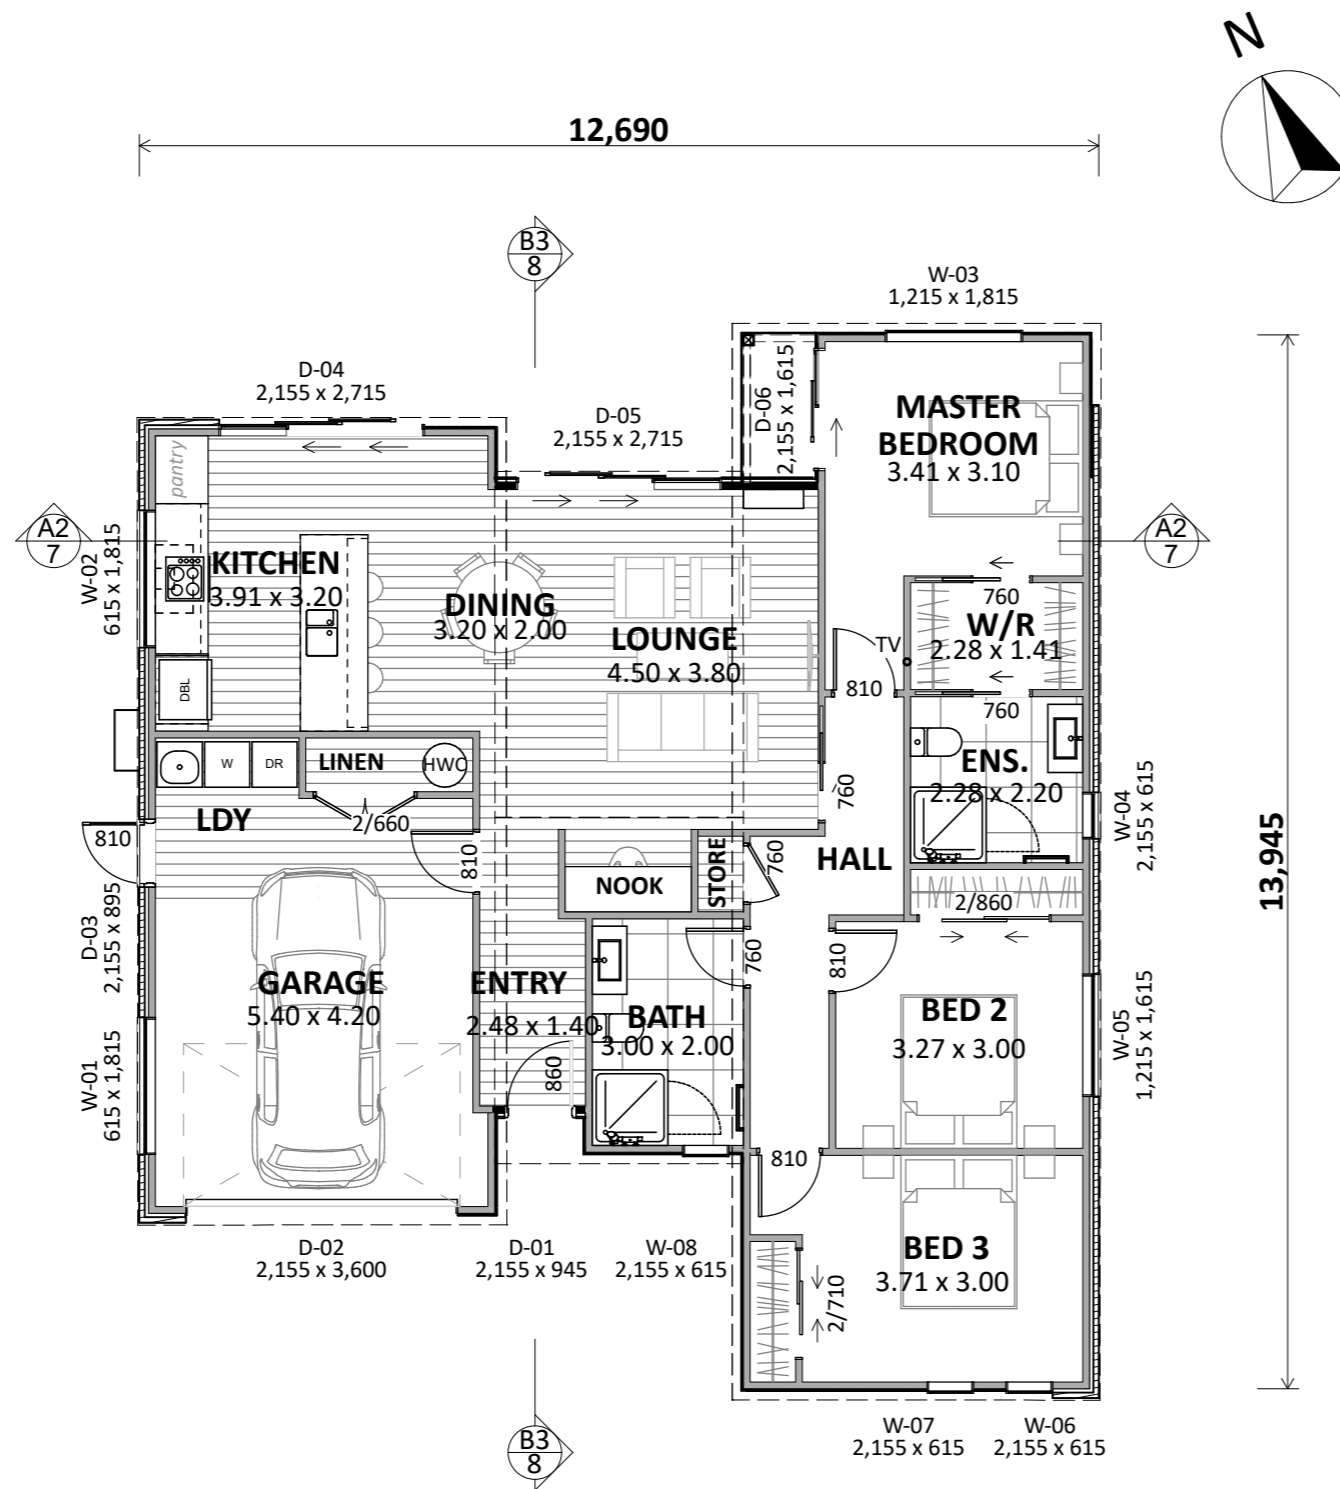 N
12,690
B3
8
W-03
1,215 x 1,815
D-04
2,155 x 2,715
D-05
2,155 x 2,715
D-06
2,155 x 1,615
MASTER
BEDROOM
3.41 x 3.10
pantry
A2
7
W-02
615 x 1,815
KITCHEN
3.91 x 3.20
DINING
3.20 x 2.00
LOUNGE
4.50 x 3.80
A2
7
760
W/R
2.28 x 1.41
TV
810
760
DBL
ENS.
2.28 x 2.20
W
DR
LINEN
HWC
LDY
2/660
810
810
760
W-04
2,155 x 615
13,945
HALL
760
STORE
NOOK
2/860
D-03
2,155 x 895
GARAGE
5.40 x 4.20
ENTRY
2.48 x 1.40
BATH
3.00 x 2.00
760
810
BED 2
3.27 x 3.00
W-05
1,215 x 1,615
W-01
615 x 1,815
860
810
BED 3
3.71 x 3.00
2/710
D-02
2,155 x 3,600
D-01
2,155 x 945
W-08
2,155 x 615
W-07
2,155 x 615
W-06
2,155 x 615
B3
8